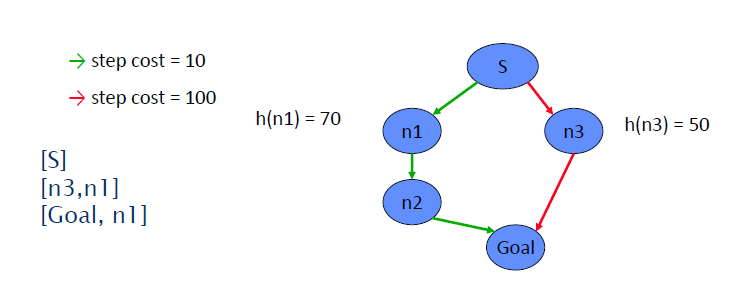 → step cost = 10
→ step cost = 100
h(n1) = 70
[S]
[n3,n1]
[Goal, n1]
S
n1
n3
h(n3) = 50
n2
Goal